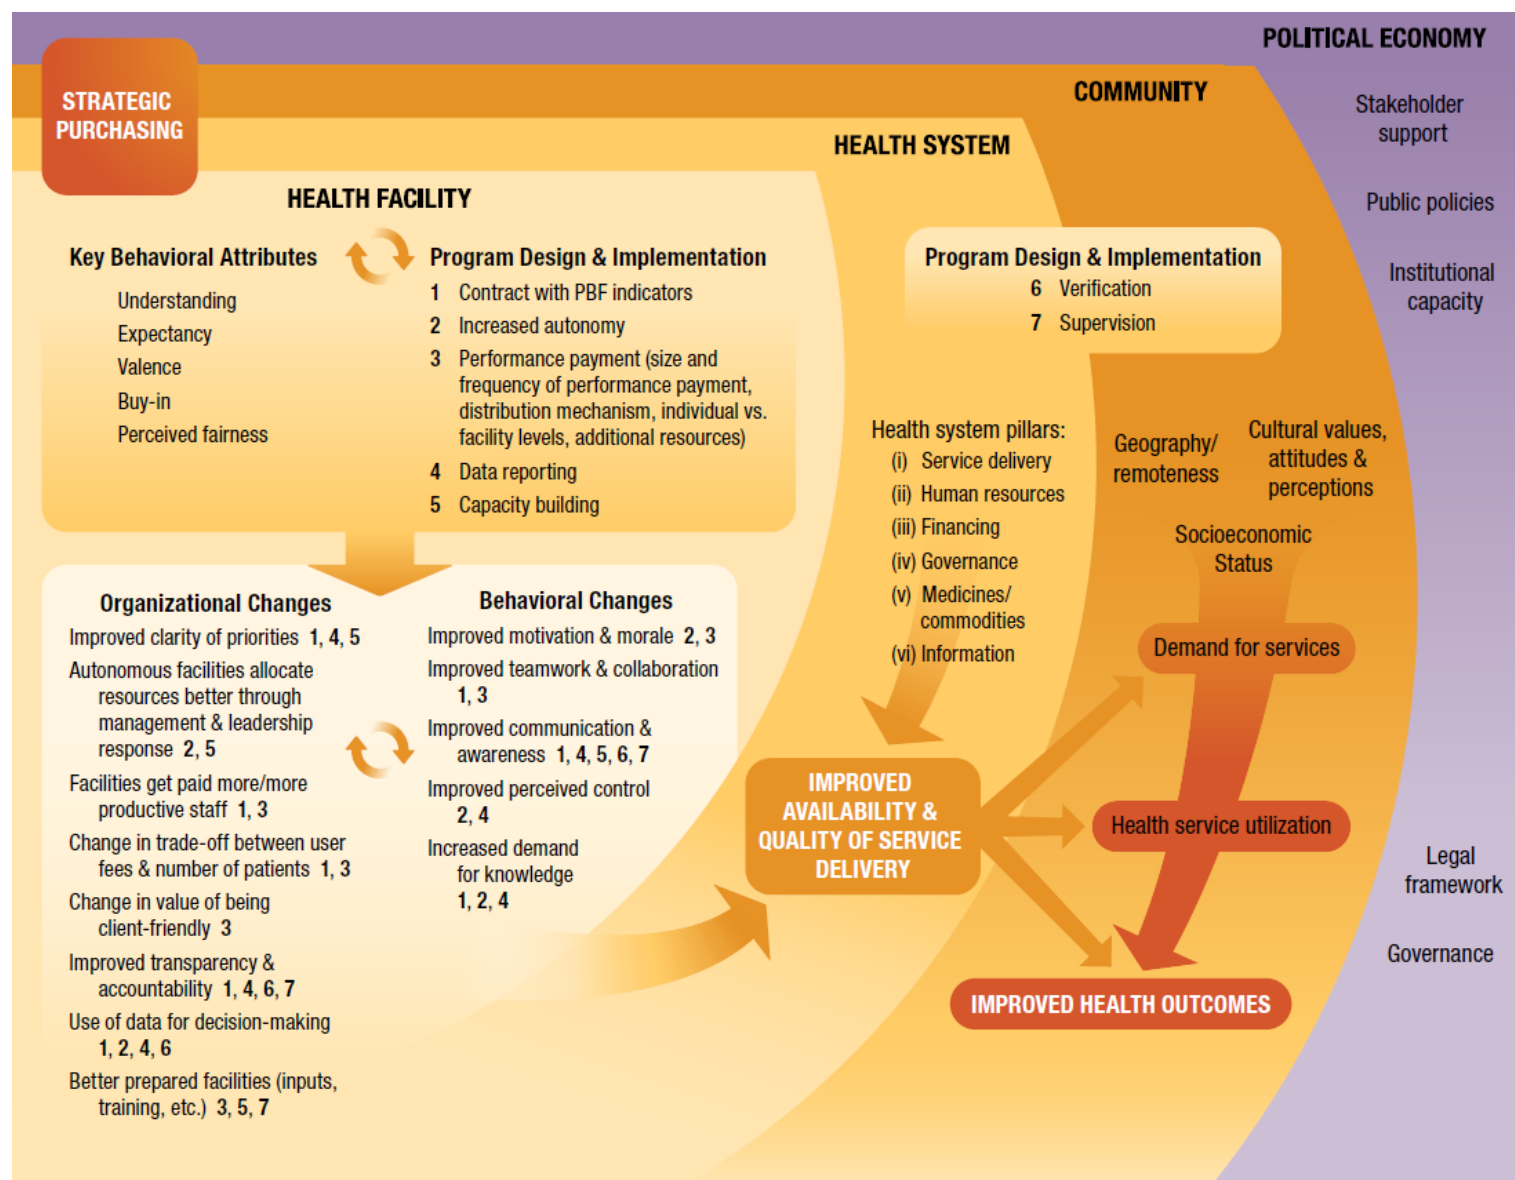 POLITICAL ECONOMY
COMMUNITY
HEALTH SYSTEM
STRATEGIC
PURCHASING
HEALTH FACILITY
Key Behavioral Attributes
Understanding
Expectancy
Valence
Buy-in
Perceived fairness
Program Design & Implementation
1 Contract with PBF indicators
2 Increased autonomy
3 Performance payment (size and
frequency of performance payment,
distribution mechanism, individual vs.
facility levels, additional resources)
4 Data reporting
5 Capacity building
Organizational Changes
Improved clarity of priorities 1, 4, 5
Autonomous facilities allocate
resources better through
management & leadership
response 2, 5
Facilities get paid more/more
productive staff 1, 3
Change in trade-off between user
fees & number of patients 1, 3
Change in value of being
client-friendly 3
Improved transparency &
accountability 1, 4, 6, 7
Use of data for decision-making
1, 2, 4, 6
Better prepared facilities (inputs,
training, etc.) 3, 5, 7
Behavioral Changes
Improved motivation & morale 2, 3
Improved teamwork & collaboration
1, 3
Improved communication &
awareness 1, 4, 5, 6, 7
Improved perceived control
2, 4
Increased demand
for knowledge
1, 2, 4
Program Design & Implementation
6 Verification
7 Supervision
Health system pillars:
(i) Service delivery
(ii) Human resources
(iii) Financing
(iv) Governance
(v) Medicines/
commodities
(vi) Information
IMPROVED
AVAILABILITY &
QUALITY OF SERVICE
DELIVERY
Geography/
remoteness
Cultural values,
attitudes &
perceptions
Socioeconomic
Status
Demand for services
Health service utilization
IMPROVED HEALTH OUTCOMES
Stakeholder
support
Public policies
Institutional
capacity
Legal
framework
Governance